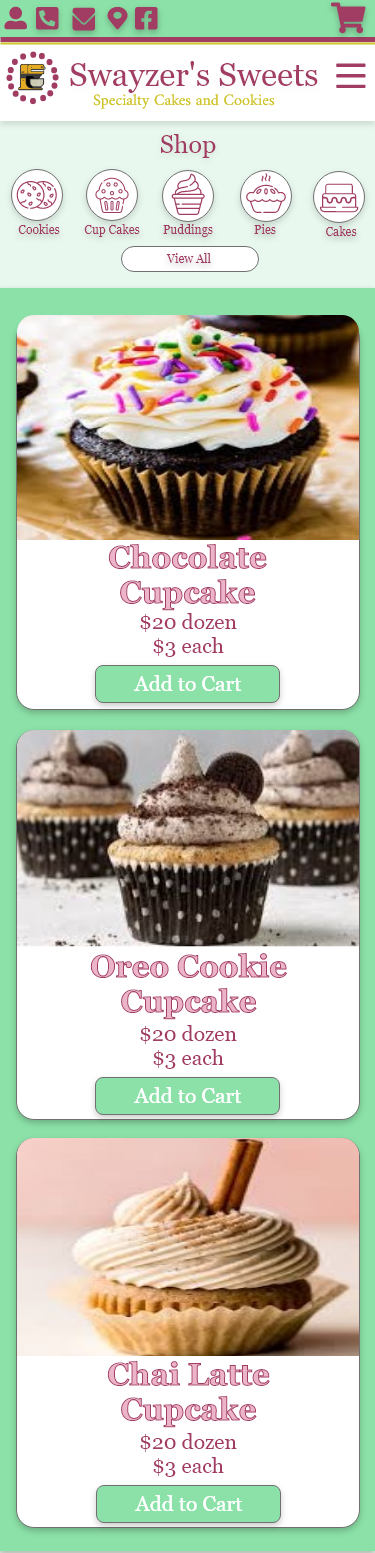 Swayzer's Sweets
Specialty Cakes and Cookies
Shop
Cookies
Cup Cakes
Puddings
Pies
Cakes
View All
Chocolate
Cupcake
$20 dozen
$3 each
Add to Cart
Oreo Cookie
Cupcake
$20 dozen
$3 each
Add to Cart
Chai Latte
Cupcake
$20 dozen
$3 each
Add to Cart